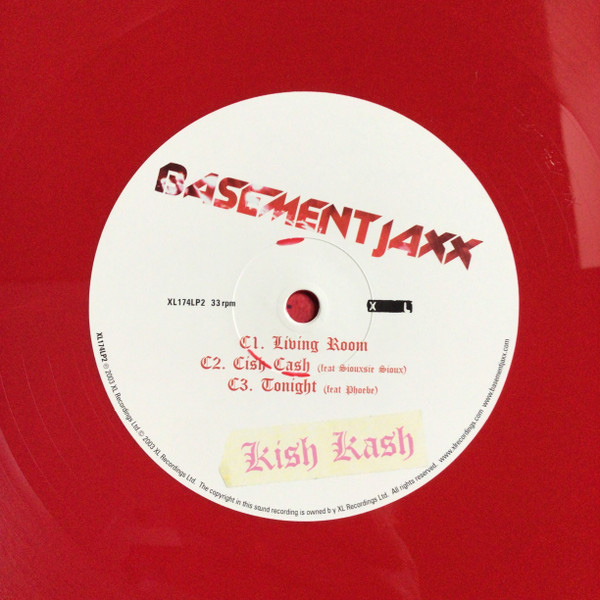 BASEMENT JAXX
XL174LP2 33 rpm
XL
C1. Living Room
C2. Cish Cash (feat Siouxsie Sioux)
C3. Tonight (feat Phoebe)
Kish Kash
XL174LP2 ℗ 2003 XL Recordings Ltd. © 2003 XL Recordings Ltd. The copyright in this sound recording is owned by XL Recordings Ltd. All rights reserved. www.xlrecordings.com www.basementjaxx.com